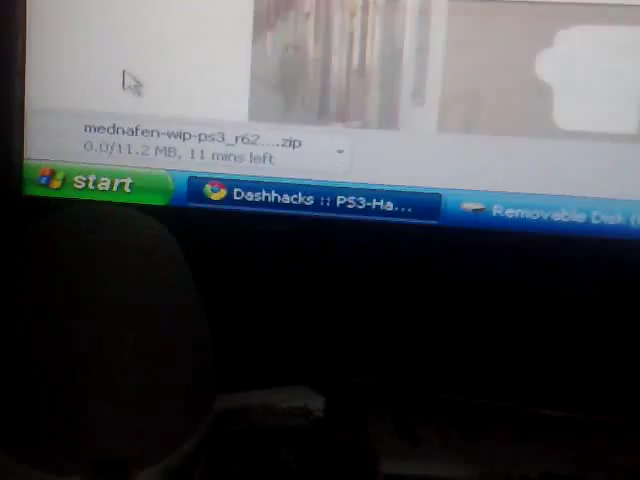 mednafen-wip-ps3_r62....zip
0.0/11.2 MB, 11 mins left
start
Dashhacks :: PS3-Ha...
Removable Disk (